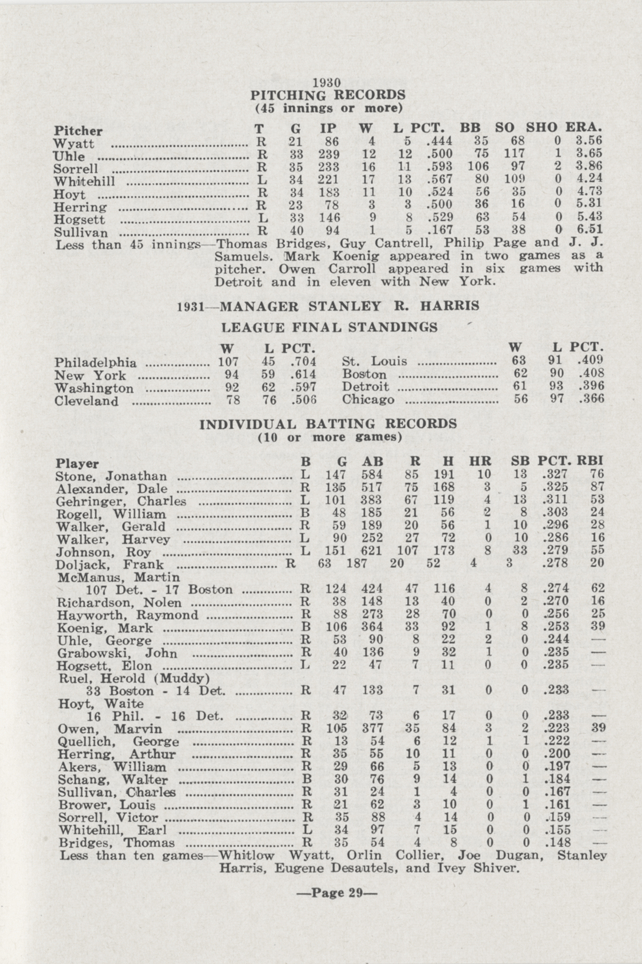 1930
PITCHING RECORDS
(45 innings or more)
Pitcher T G IP W L PCT. BB SO SHO ERA.
Wyatt R 21 86 4 5 .444 35 68 0 3.56
Uhle R 33 239 12 12 .500 75 117 1 3.65
Sorrell R 35 233 16 11 .593 106 97 2 3.86
Whitehill L 34 221 17 13 .567 80 109 0 4.24
Hoyt R 34 183 11 10 .524 56 35 0 4.73
Herring R 23 78 3 3 .500 36 16 0 5.31
Hogsett L 33 146 9 8 .529 63 54 0 5.43
Sullivan R 40 94 1 5 .167 53 38 0 6.51
Less than 45 innings—Thomas Bridges, Guy Cantrell, Philip Page and J. J.
Samuels. Mark Koenig appeared in two games as a
pitcher. Owen Carroll appeared in six games with
Detroit and in eleven with New York.
1931—MANAGER STANLEY R. HARRIS
LEAGUE FINAL STANDINGS
W L PCT. W L PCT.
Philadelphia 107 45 .704 St. Louis 63 91 .409
New York 94 59 .614 Boston 62 90 .408
Washington 92 62 .597 Detroit 61 93 .396
Cleveland 78 76 .506 Chicago 56 97 .366
INDIVIDUAL BATTING RECORDS
(10 or more games)
Player B G AB R H HR SB PCT. RBI
Stone, Jonathan L 147 584 85 191 10 13 .327 76
Alexander, Dale R 135 517 75 168 3 5 .325 87
Gehringer, Charles L 101 383 67 119 4 13 .311 53
Rogell, William B 48 185 21 56 2 8 .303 24
Walker, Gerald R 59 189 20 56 1 10 .296 28
Walker, Harvey L 90 252 27 72 0 10 .286 16
Johnson, Roy L 151 621 107 173 8 33 .279 55
Doljack, Frank R 63 187 20 52 4 3 .278 20
McManus, Martin
107 Det. - 17 Boston R 124 424 47 116 4 8 .274 62
Richardson, Nolen R 38 148 13 40 0 2 .270 16
Hayworth, Raymond R 88 273 28 70 0 0 .256 25
Koenig, Mark B 106 364 33 92 1 8 .253 39
Uhle, George R 53 90 8 22 2 0 .244 —
Grabowski, John R 40 136 9 32 1 0 .235 —
Hogsett, Elon L 22 47 7 11 0 0 .235 —
Ruel, Herold (Muddy)
33 Boston - 14 Det. R 47 133 7 31 0 0 .233 —
Hoyt, Waite
16 Phil. - 16 Det. R 32 73 6 17 0 0 .233 —
Owen, Marvin R 105 377 35 84 3 2 .223 39
Quellich, George R 13 54 6 12 1 1 .222 —
Herring, Arthur R 35 55 10 11 0 0 .200 —
Akers, William R 29 66 5 13 0 0 .197 —
Schang, Walter B 30 76 9 14 0 1 .184 —
Sullivan, Charles R 31 24 1 4 0 0 .167 —
Brower, Louis R 21 62 3 10 0 1 .161 —
Sorrell, Victor R 35 88 4 14 0 0 .159 —
Whitehill, Earl L 34 97 7 15 0 0 .155 —
Bridges, Thomas R 35 54 4 8 0 0 .148 —
Less than ten games—Whitlow Wyatt, Orlin Collier, Joe Dugan, Stanley
Harris, Eugene Desautels, and Ivey Shiver.
—Page 29—